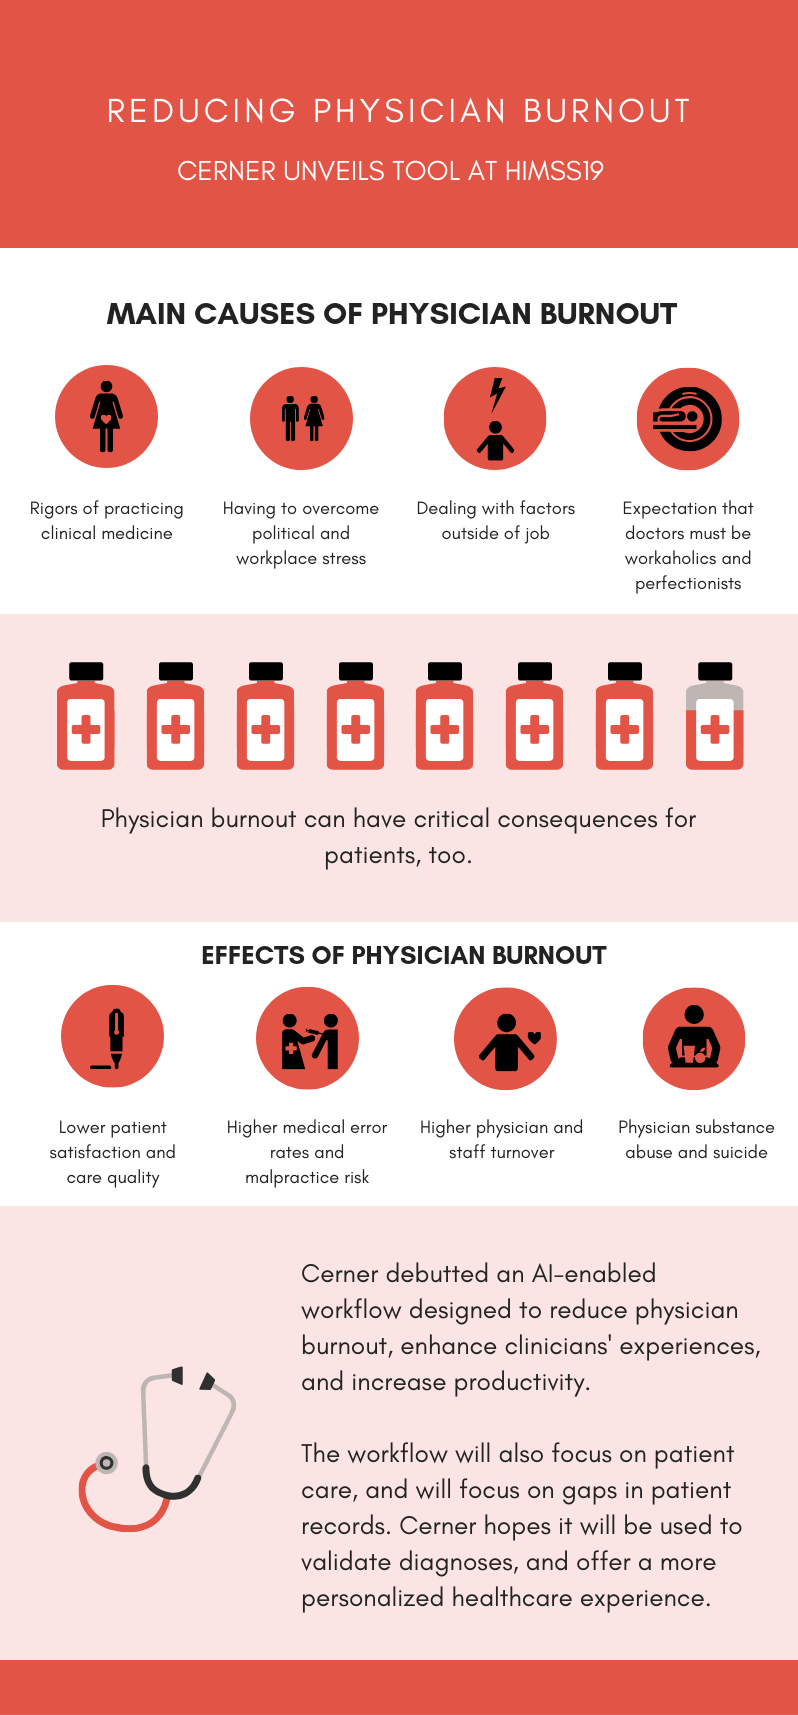 REDUCING PHYSICIAN BURNOUT
CERNER UNVEILS TOOL AT HIMSS19
MAIN CAUSES OF PHYSICIAN BURNOUT
Rigors of practicing
clinical medicine
Having to overcome
political and
workplace stress
Dealing with factors
outside of job
Expectation that
doctors must be
workaholics and
perfectionists
Physician burnout can have critical consequences for
patients, too.
EFFECTS OF PHYSICIAN BURNOUT
Lower patient
satisfaction and
care quality
Higher medical error
rates and
malpractice risk
Higher physician and
staff turnover
Physician substance
abuse and suicide
Cerner debutted an AI-enabled
workflow designed to reduce physician
burnout, enhance clinicians' experiences,
and increase productivity.
The workflow will also focus on patient
care, and will focus on gaps in patient
records. Cerner hopes it will be used to
validate diagnoses, and offer a more
personalized healthcare experience.